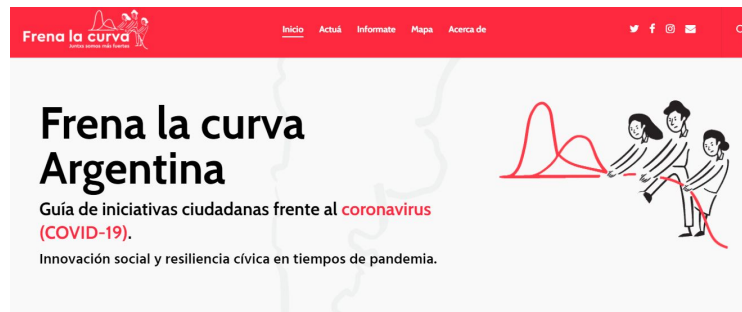 Frena la curva
Juntos somos más fuertes
Inicio Actuá Informate Mapa Acerca de
Frena la curva
Argentina
Guía de iniciativas ciudadanas frente al coronavirus
(COVID-19).
Innovación social y resiliencia cívica en tiempos de pandemia.